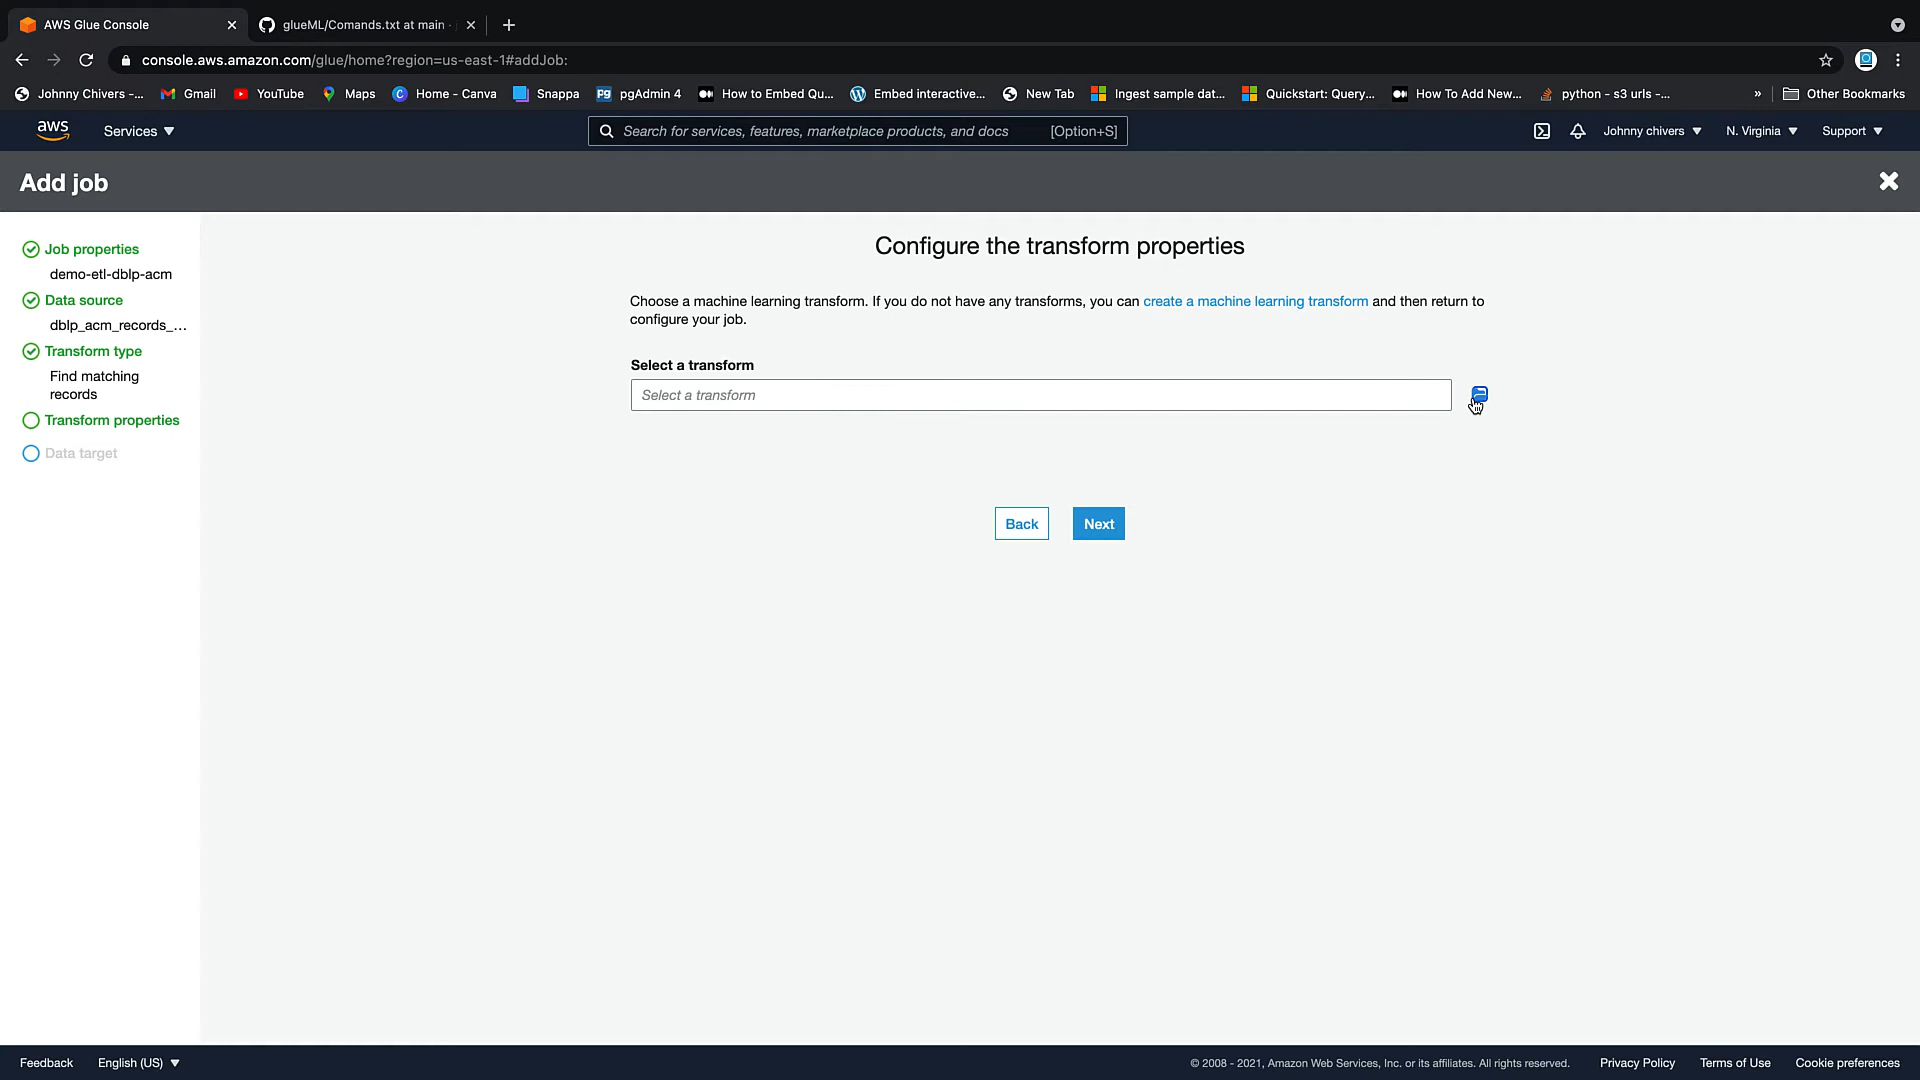 AWS Glue Console
glueML/Comands.txt at main ·
console.aws.amazon.com/glue/home?region=us-east-1#addJob:
Johnny Chivers -...
Gmail
YouTube
Maps
Home - Canva
Snappa
pgAdmin 4
How to Embed Qu...
Embed interactive...
New Tab
Ingest sample dat...
Quickstart: Query,...
How To Add New...
python - s3 urls -...
»
Other Bookmarks
aws
Services
Search for services, features, marketplace products, and docs
[Option+S]
Johnny chivers
N. Virginia
Support
Add job
Job properties
demo-etl-dblp-acm
Data source
dblp_acm_records_...
Transform type
Find matching
records
Transform properties
Data target
Configure the transform properties
Choose a machine learning transform. If you do not have any transforms, you can create a machine learning transform and then return to
configure your job.
Select a transform
Select a transform
Back
Next
Feedback
English (US)
© 2008 - 2021, Amazon Web Services, Inc. or its affiliates. All rights reserved.
Privacy Policy
Terms of Use
Cookie preferences